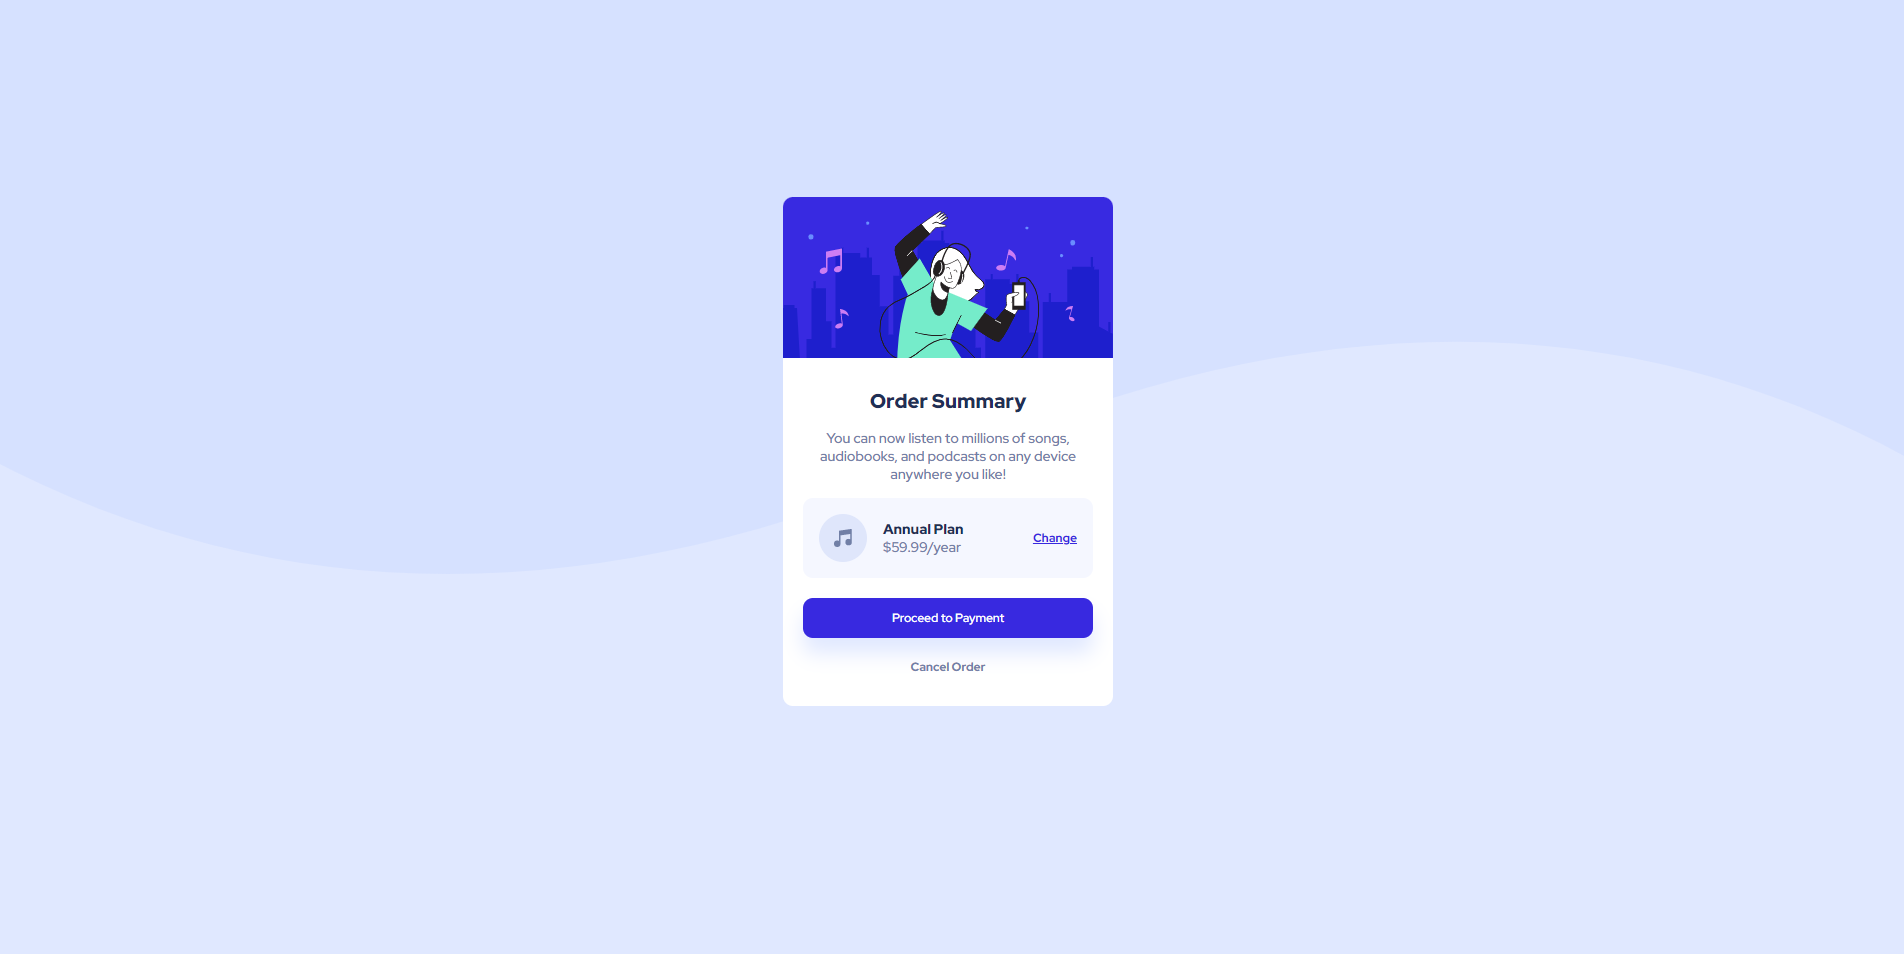 Order Summary
You can now listen to millions of songs,
audiobooks, and podcasts on any device
anywhere you like!
Annual Plan
$59.99/year
Change
Proceed to Payment
Cancel Order